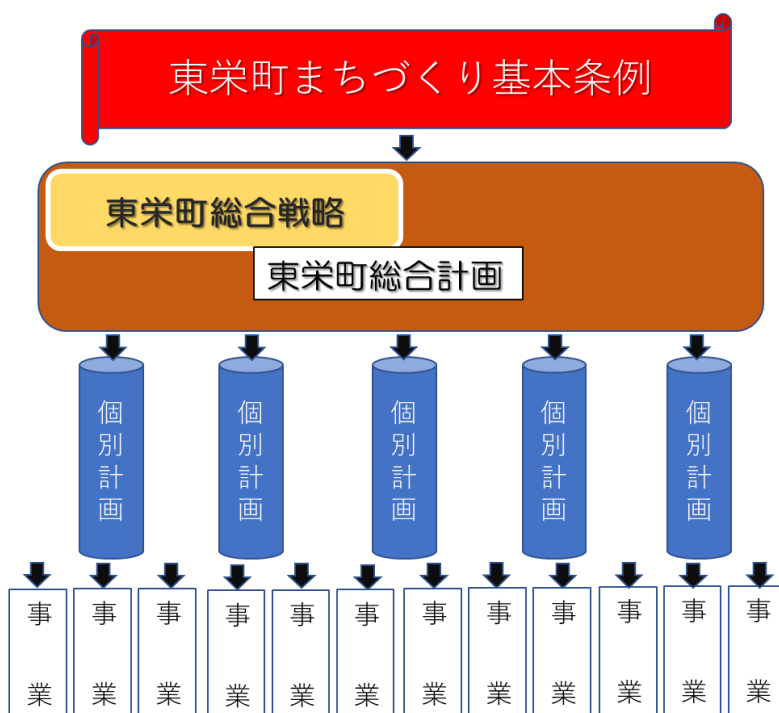 東栄町まちづくり基本条例
東栄町総合戦略
東栄町総合計画
個別計画
個別計画
個別計画
個別計画
個別計画
事業
事業
事業
事業
事業
事業
事業
事業
事業
事業
事業
事業